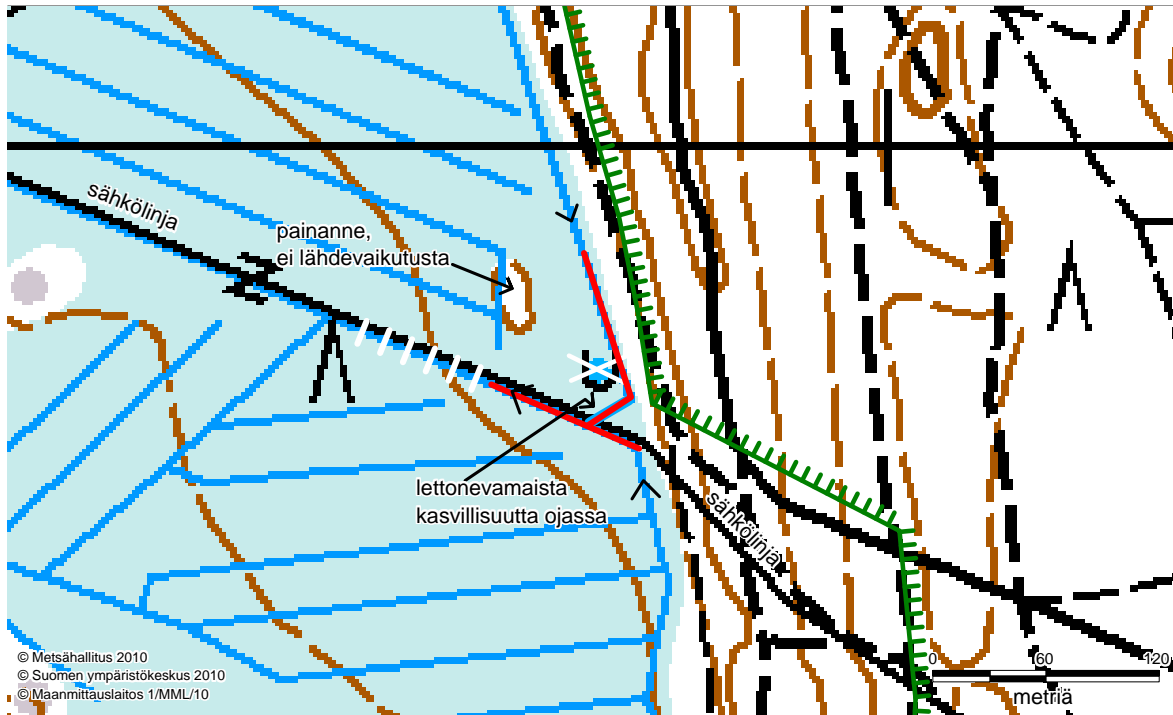 sähkölinja
painanne,
ei lähdevaikutusta
lettonevamaista
kasvillisuutta ojassa
sähkölinja
© Metsähallitus 2010
© Suomen ympäristökeskus 2010
© Maanmittauslaitos 1/MML/10
0 60 120
metriä